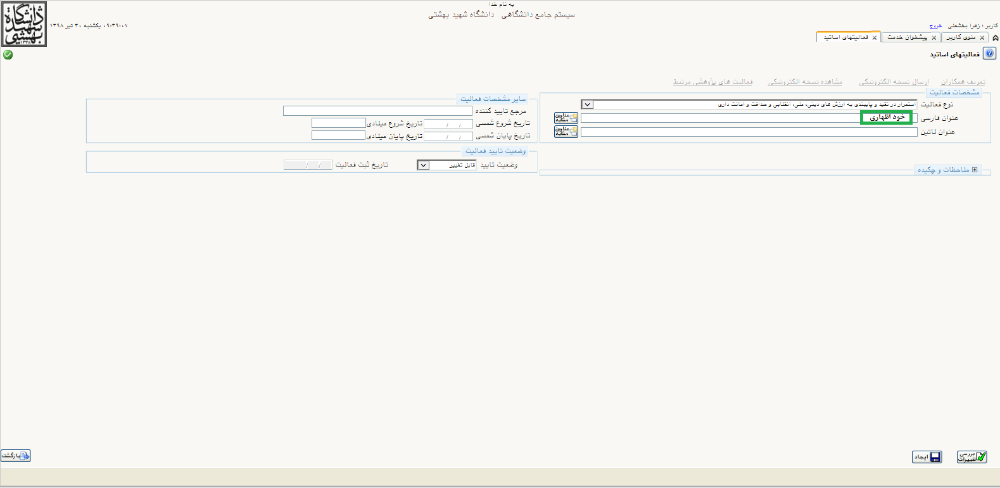 به نام خدا
سیستم جامع دانشگاهی   دانشگاه شهید بهشتی
دانشگاه شهید بهشتی
۱۳۳۸
کاربر : زهرا بخشعلی   خروج
۰۹:۳۹:۰۷ یکشنبه ۳۰ تیر ۱۳۹۸
منوی کاربر
پیشخوان خدمت
فعالیتهای اساتید
فعالیتهای اساتید
تعریف همکاران   ارسال نسخه الکترونیکی   مشاهده نسخه الکترونیکی   فعالیت های پژوهشی مرتبط
مشخصات فعالیت
نوع فعالیت   استمرار در تقید و پایبندی به ارزش های دینی، ملی، انقلابی و صداقت و امانت داری
عنوان فارسی   خود اظهاری   عناوین مشابه
عنوان لاتین   عناوین مشابه
ملاحظات و چکیده
سایر مشخصات فعالیت
مرجع تایید کننده
تاریخ شروع شمسی   /   /   تاریخ شروع میلادی
تاریخ پایان شمسی   /   /   تاریخ پایان میلادی
وضعیت تایید فعالیت
وضعیت تایید   قابل تغییر   تاریخ ثبت فعالیت   /   /
بررسی تغییرات
ایجاد
بازگشت